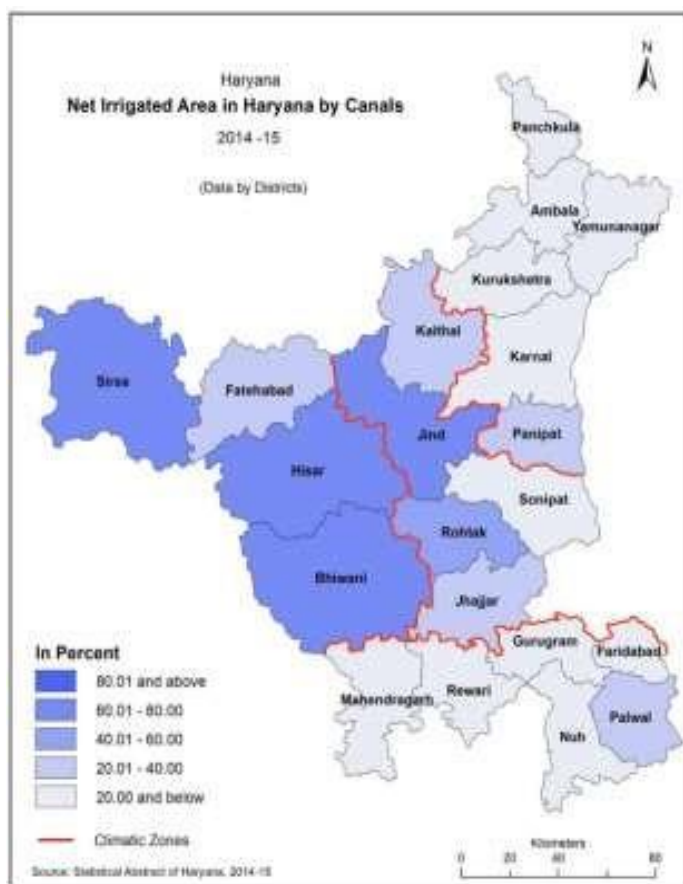 N
Haryana
Net Irrigated Area in Haryana by Canals
2014 -15
(Data by Districts)
Panchkula
Ambala
Yamunanagar
Kurukshetra
Kaithal
Karnal
Sirsa
Fatehabad
Jind
Panipat
Hisar
Sonipat
Rohtak
Bhiwani
Jhajjar
Gurugram
Faridabad
Mahendragarh
Rewari
Nuh
Palwal
In Percent
80.01 and above
60.01 - 80.00
40.01 - 60.00
20.01 - 40.00
20.00 and below
Climatic Zones
Kilometers
0 20 40 60
Source: Statistical Abstract of Haryana, 2014-15